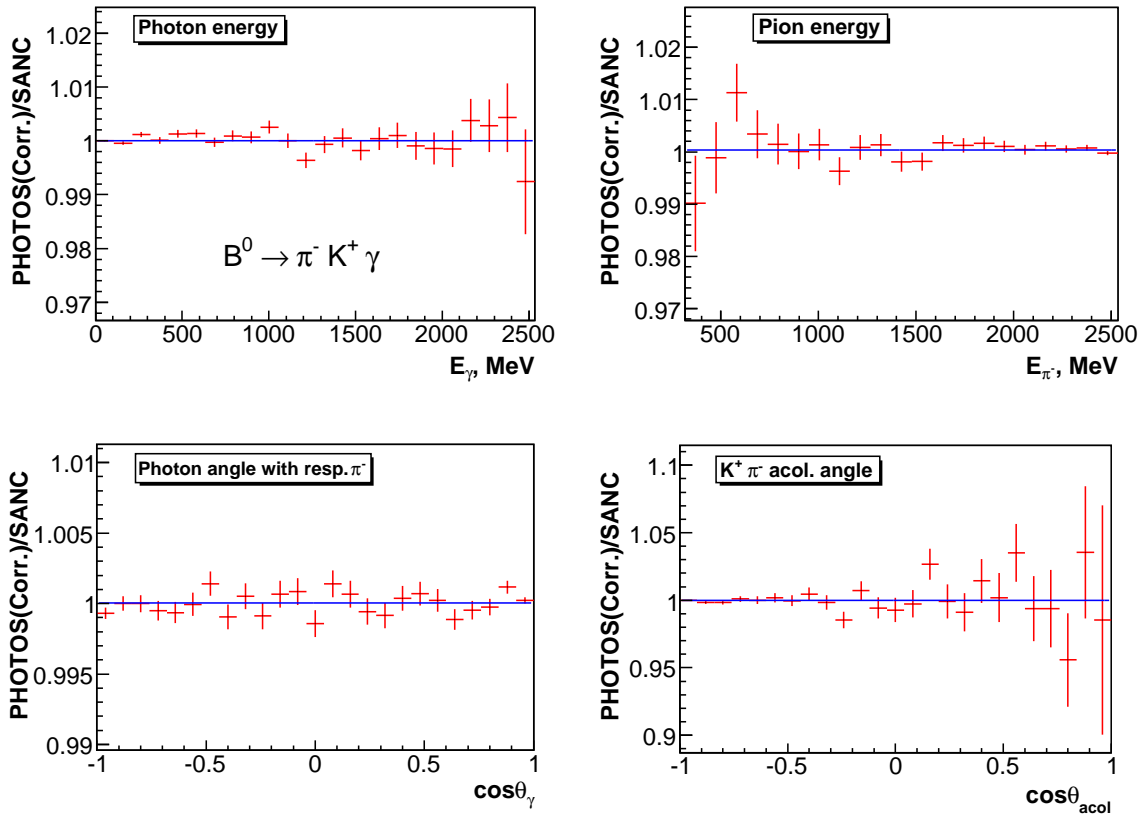 Photon energy
PHOTOS(Corr.)/SANC
1.02
1.01
1
0.99
0.98
0.97
B⁰ → π⁻ K⁺ γ
0 500 1000 1500 2000 2500
E_γ, MeV
Pion energy
PHOTOS(Corr.)/SANC
1.02
1.01
1
0.99
0.98
0.97
500 1000 1500 2000 2500
E_π⁻, MeV
Photon angle with resp. π⁻
PHOTOS(Corr.)/SANC
1.01
1.005
1
0.995
0.99
-1 -0.5 0 0.5 1
cosθ_γ
K⁺ π⁻ acol. angle
PHOTOS(Corr.)/SANC
1.1
1.05
1
0.95
0.9
-1 -0.5 0 0.5 1
cosθ_acol